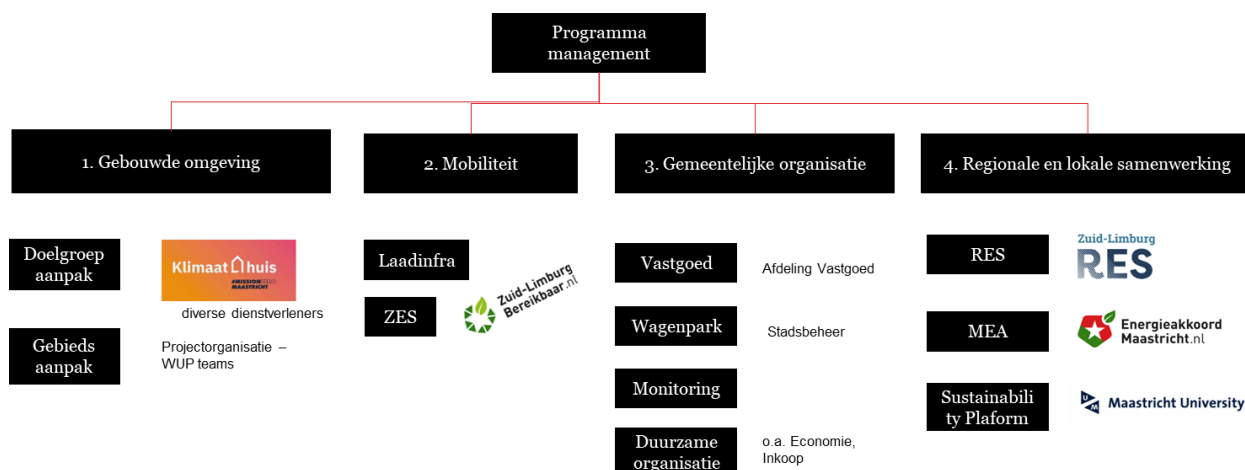 Programma
management
1. Gebouwde omgeving
2. Mobiliteit
3. Gemeentelijke organisatie
4. Regionale en lokale samenwerking
Doelgroep
aanpak
Klimaat huis
#MISSIONZERO
MAASTRICHT
diverse dienstverleners
Gebieds
aanpak
Projectorganisatie –
WUP teams
Laadinfra
ZES
Zuid-Limburg
Bereikbaar.nl
Vastgoed
Afdeling Vastgoed
Wagenpark
Stadsbeheer
Monitoring
Duurzame
organisatie
o.a. Economie,
Inkoop
RES
Zuid-Limburg
RES
MEA
Energieakkoord
Maastricht.nl
Sustainabili
ty Plaform
UM
Maastricht University